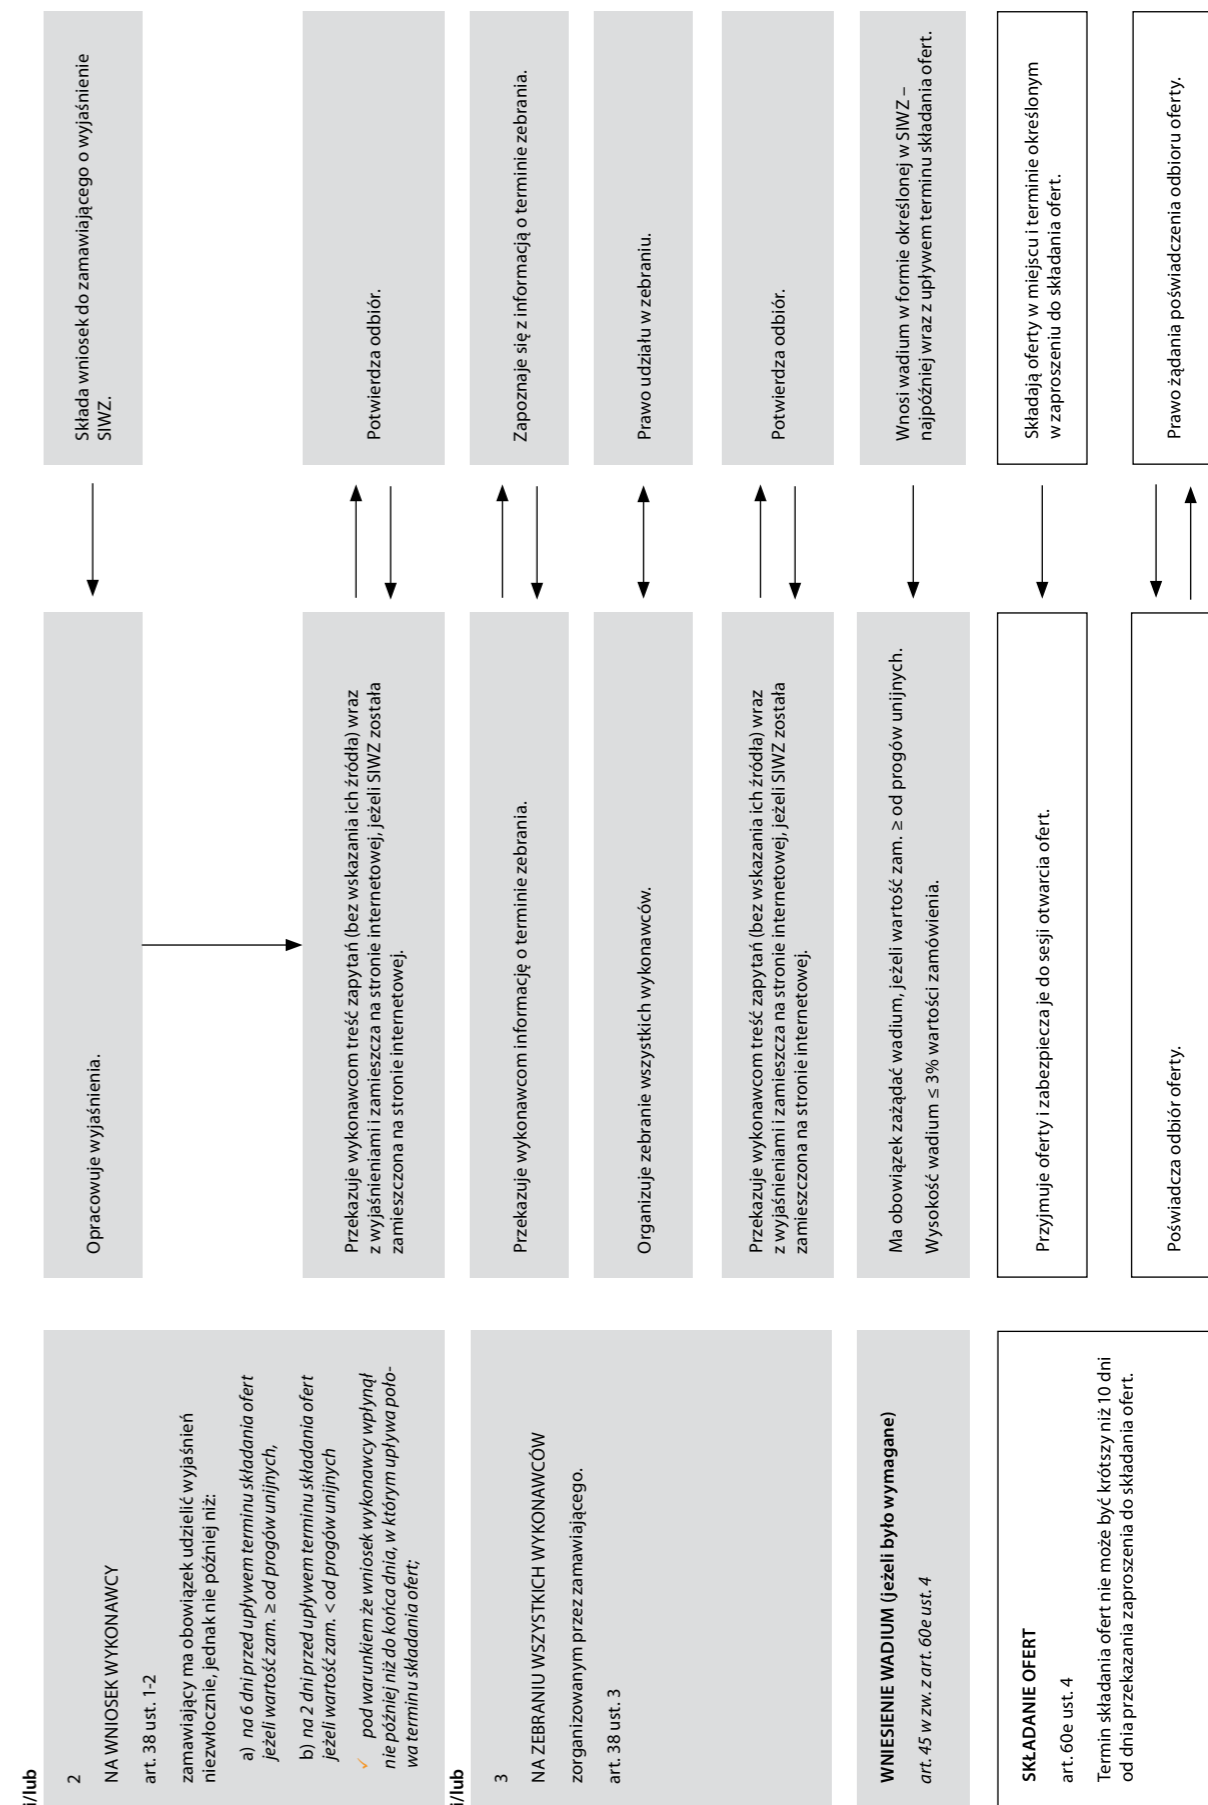 i/lub
2
NA WNIOSEK WYKONAWCY
art. 38 ust. 1-2
zamawiający ma obowiązek udzielić wyjaśnień
niezwłocznie, jednak nie później niż:
a) na 6 dni przed upływem terminu składania ofert
jeżeli wartość zam. ≥ od progów unijnych,
b) na 2 dni przed upływem terminu składania ofert
jeżeli wartość zam. < od progów unijnych
✓ pod warunkiem że wniosek wykonawcy wpłynął
nie później niż do końca dnia, w którym upływa poło-
wa terminu składania ofert;
Opracowuje wyjaśnienia.
Składa wniosek do zamawiającego o wyjaśnienie
SIWZ.
Przekazuje wykonawcom treść zapytań (bez wskazania ich źródła) wraz
z wyjaśnieniami i zamieszcza na stronie internetowej, jeżeli SIWZ została
zamieszczona na stronie internetowej.
Potwierdza odbiór.
i/lub
3
NA ZEBRANIU WSZYSTKICH WYKONAWCÓW
zorganizowanym przez zamawiającego.
art. 38 ust. 3
Przekazuje wykonawcom informację o terminie zebrania.
Zapoznaje się z informacją o terminie zebrania.
Organizuje zebranie wszystkich wykonawców.
Prawo udziału w zebraniu.
Przekazuje wykonawcom treść zapytań (bez wskazania ich źródła) wraz
z wyjaśnieniami i zamieszcza na stronie internetowej, jeżeli SIWZ została
zamieszczona na stronie internetowej.
Potwierdza odbiór.
WNIESIENIE WADIUM (jeżeli było wymagane)
art. 45 w zw. z art. 60e ust. 4
Ma obowiązek zażądać wadium, jeżeli wartość zam. ≥ od progów unijnych.
Wysokość wadium ≤ 3% wartości zamówienia.
Wnosi wadium w formie określonej w SIWZ –
najpóźniej wraz z upływem terminu składania ofert.
SKŁADANIE OFERT
art. 60e ust. 4
Termin składania ofert nie może być krótszy niż 10 dni
od dnia przekazania zaproszenia do składania ofert.
Przyjmuje oferty i zabezpiecza je do sesji otwarcia ofert.
Składają oferty w miejscu i terminie określonym
w zaproszeniu do składania ofert.
Poświadcza odbiór oferty.
Prawo żądania poświadczenia odbioru oferty.